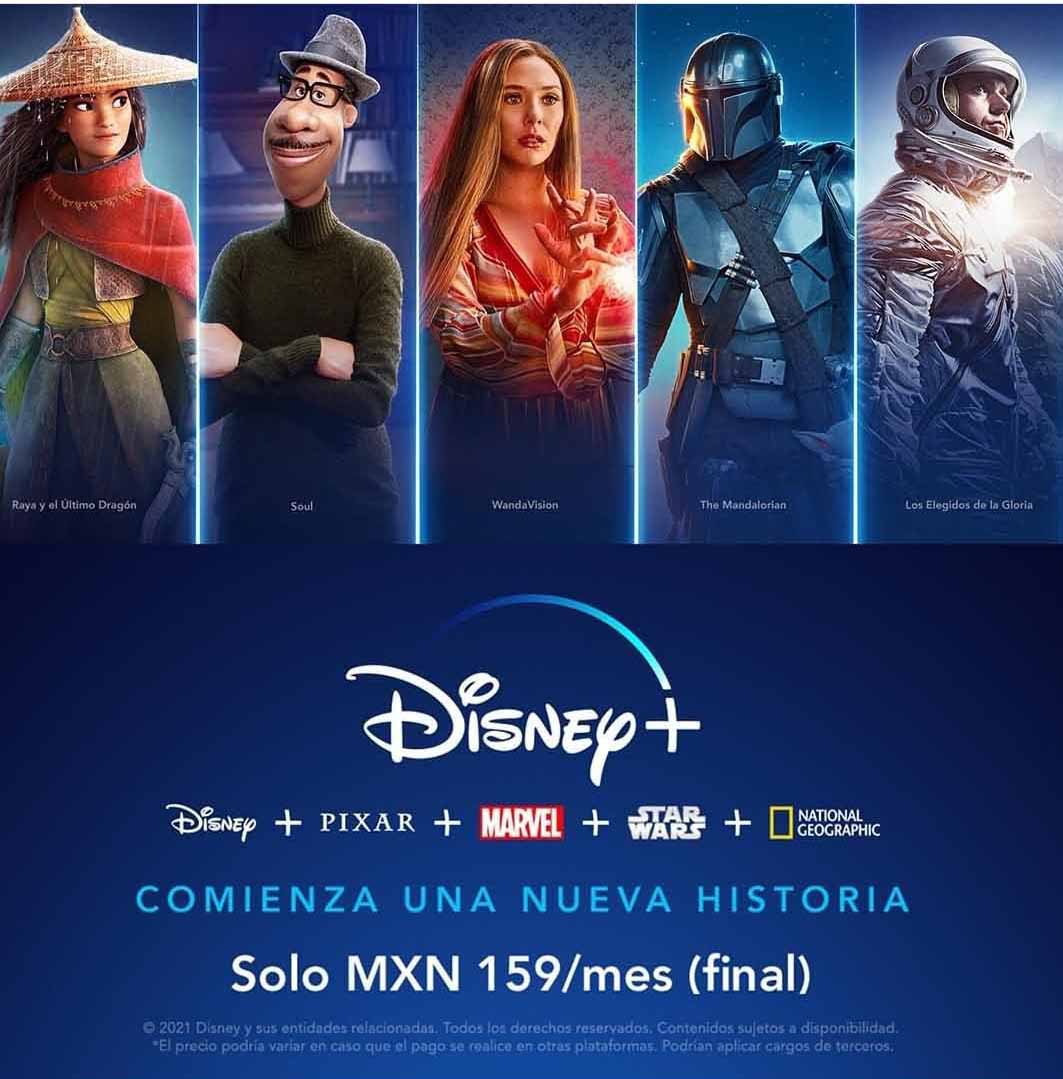 Raya y el Último Dragón
Soul
WandaVision
The Mandalorian
Los Elegidos de la Gloria
Disney+
Disney + PIXAR + MARVEL + STAR WARS + NATIONAL GEOGRAPHIC
COMIENZA UNA NUEVA HISTORIA
Solo MXN 159/mes (final)
© 2021 Disney y sus entidades relacionadas. Todos los derechos reservados. Contenidos sujetos a disponibilidad.
*El precio podría variar en caso que el pago se realice en otras plataformas. Podrían aplicar cargos de terceros.